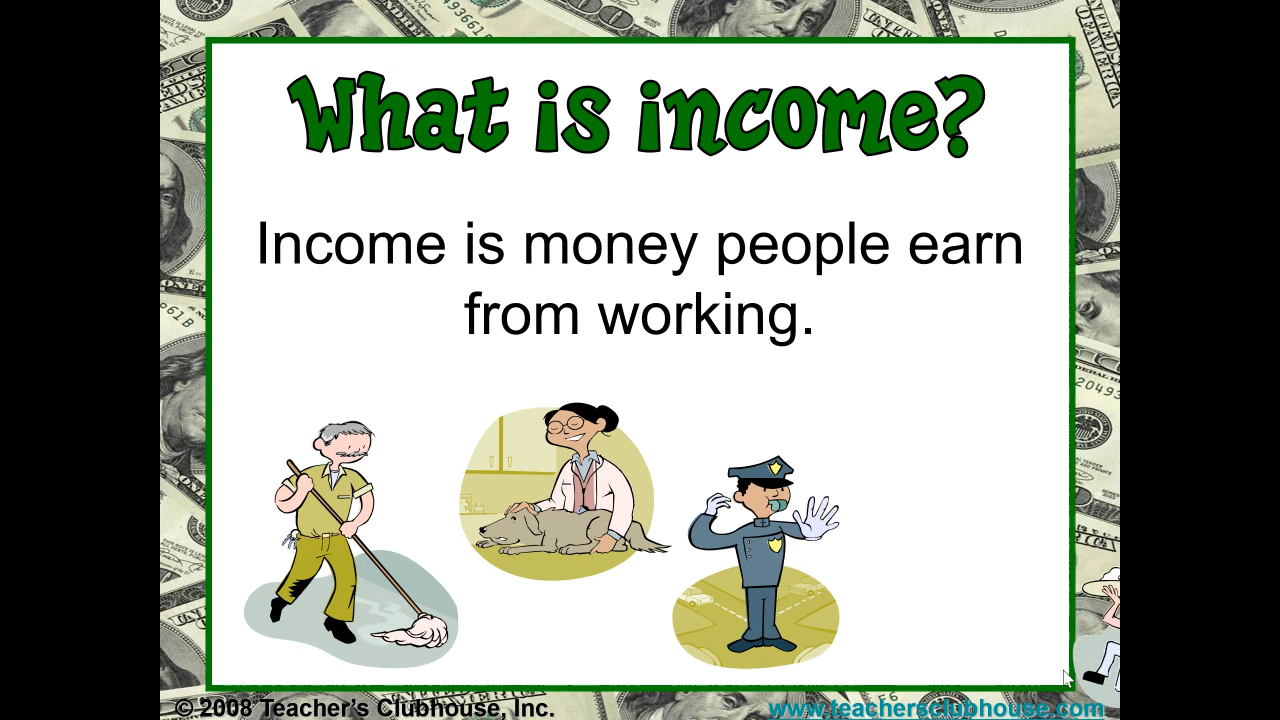 What is income?
Income is money people earn
from working.
© 2008 Teacher's Clubhouse, Inc.
www.teachersclubhouse.com